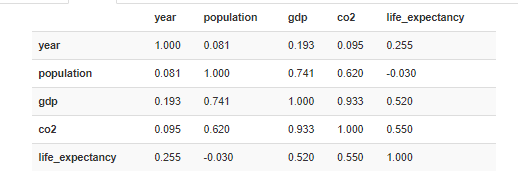 year population gdp co2 life_expectancy
year 1.000 0.081 0.193 0.095 0.255
population 0.081 1.000 0.741 0.620 -0.030
gdp 0.193 0.741 1.000 0.933 0.520
co2 0.095 0.620 0.933 1.000 0.550
life_expectancy 0.255 -0.030 0.520 0.550 1.000